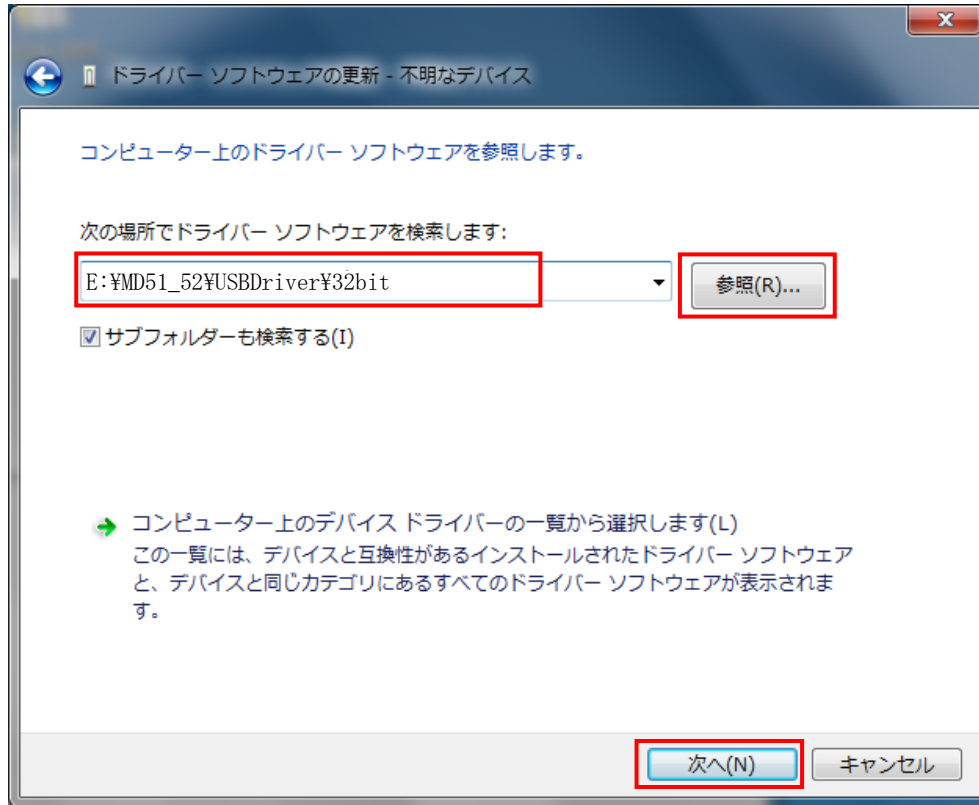 ドライバー ソフトウェアの更新 - 不明なデバイス
コンピューター上のドライバー ソフトウェアを参照します。
次の場所でドライバー ソフトウェアを検索します:
E:¥MD51_52¥USBDriver¥32bit
参照(R)...
サブフォルダーも検索する(I)
コンピューター上のデバイス ドライバーの一覧から選択します(L)
この一覧には、デバイスと互換性があるインストールされたドライバー ソフトウェア
と、デバイスと同じカテゴリにあるすべてのドライバー ソフトウェアが表示されま
す。
次へ(N)
キャンセル